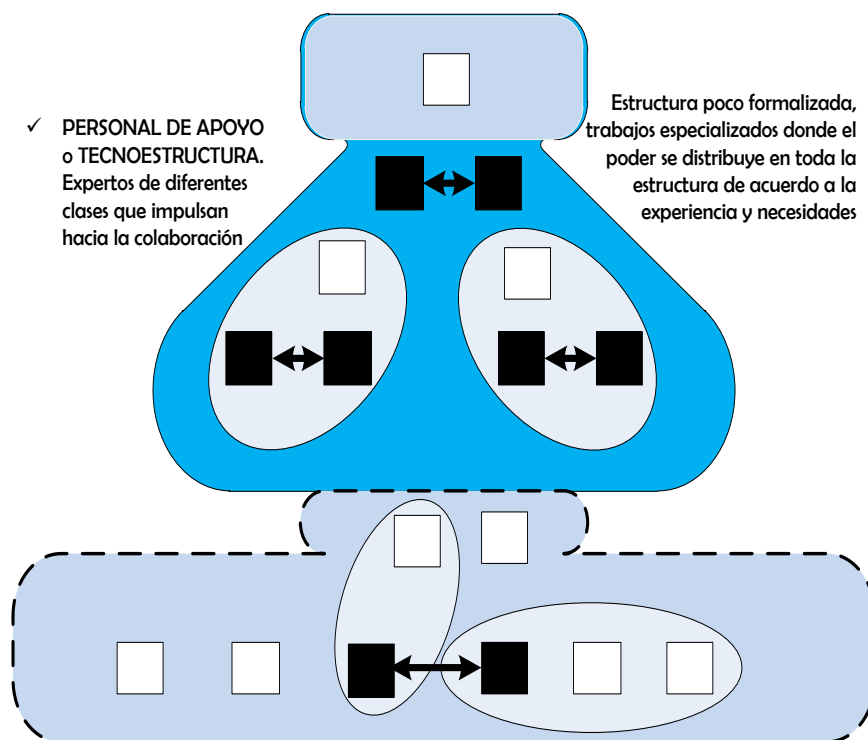 ✓ PERSONAL DE APOYO
o TECNOESTRUCTURA.
Expertos de diferentes
clases que impulsan
hacia la colaboración
Estructura poco formalizada,
trabajos especializados donde el
poder se distribuye en toda la
estructura de acuerdo a la
experiencia y necesidades